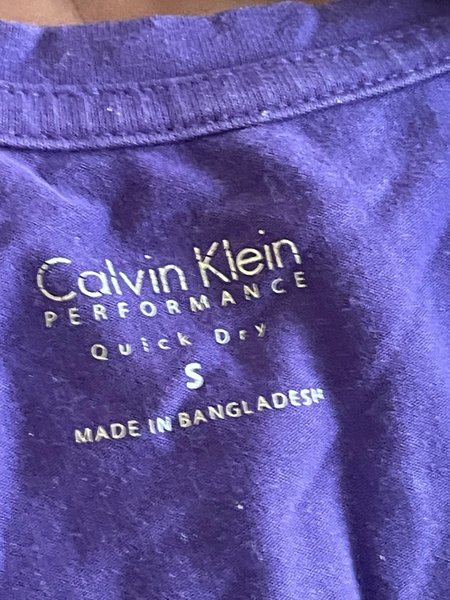 Calvin Klein
PERFORMANCE
Quick Dry
S
MADE IN BANGLADESH